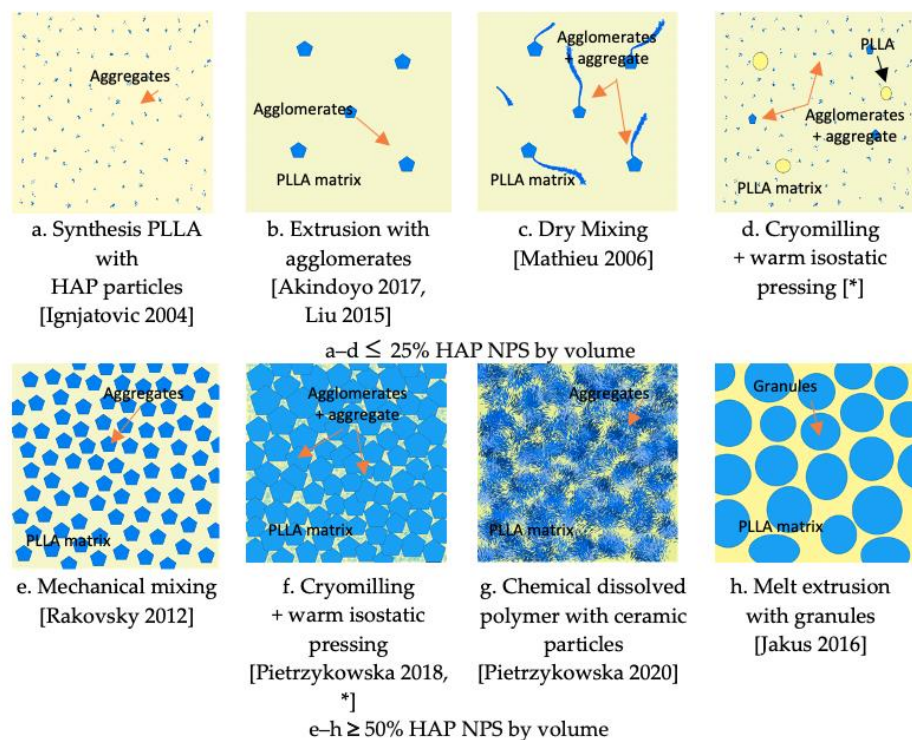 Aggregates
Agglomerates
PLLA matrix
Agglomerates
+ aggregate
PLLA matrix
PLLA
Agglomerates
+ aggregate
PLLA matrix
a. Synthesis PLLA
with
HAP particles
[Ignjatovic 2004]
b. Extrusion with
agglomerates
[Akindoyo 2017,
Liu 2015]
c. Dry Mixing
[Mathieu 2006]
d. Cryomilling
+ warm isostatic
pressing [*]
a–d ≤ 25% HAP NPS by volume
Aggregates
PLLA matrix
Agglomerates
+ aggregate
PLLA matrix
Aggregates
PLLA matrix
Granules
PLLA matrix
e. Mechanical mixing
[Rakovsky 2012]
f. Cryomilling
+ warm isostatic
pressing
[Pietrzykowska 2018,
*]
g. Chemical dissolved
polymer with ceramic
particles
[Pietrzykowska 2020]
h. Melt extrusion
with granules
[Jakus 2016]
e–h ≥ 50% HAP NPS by volume